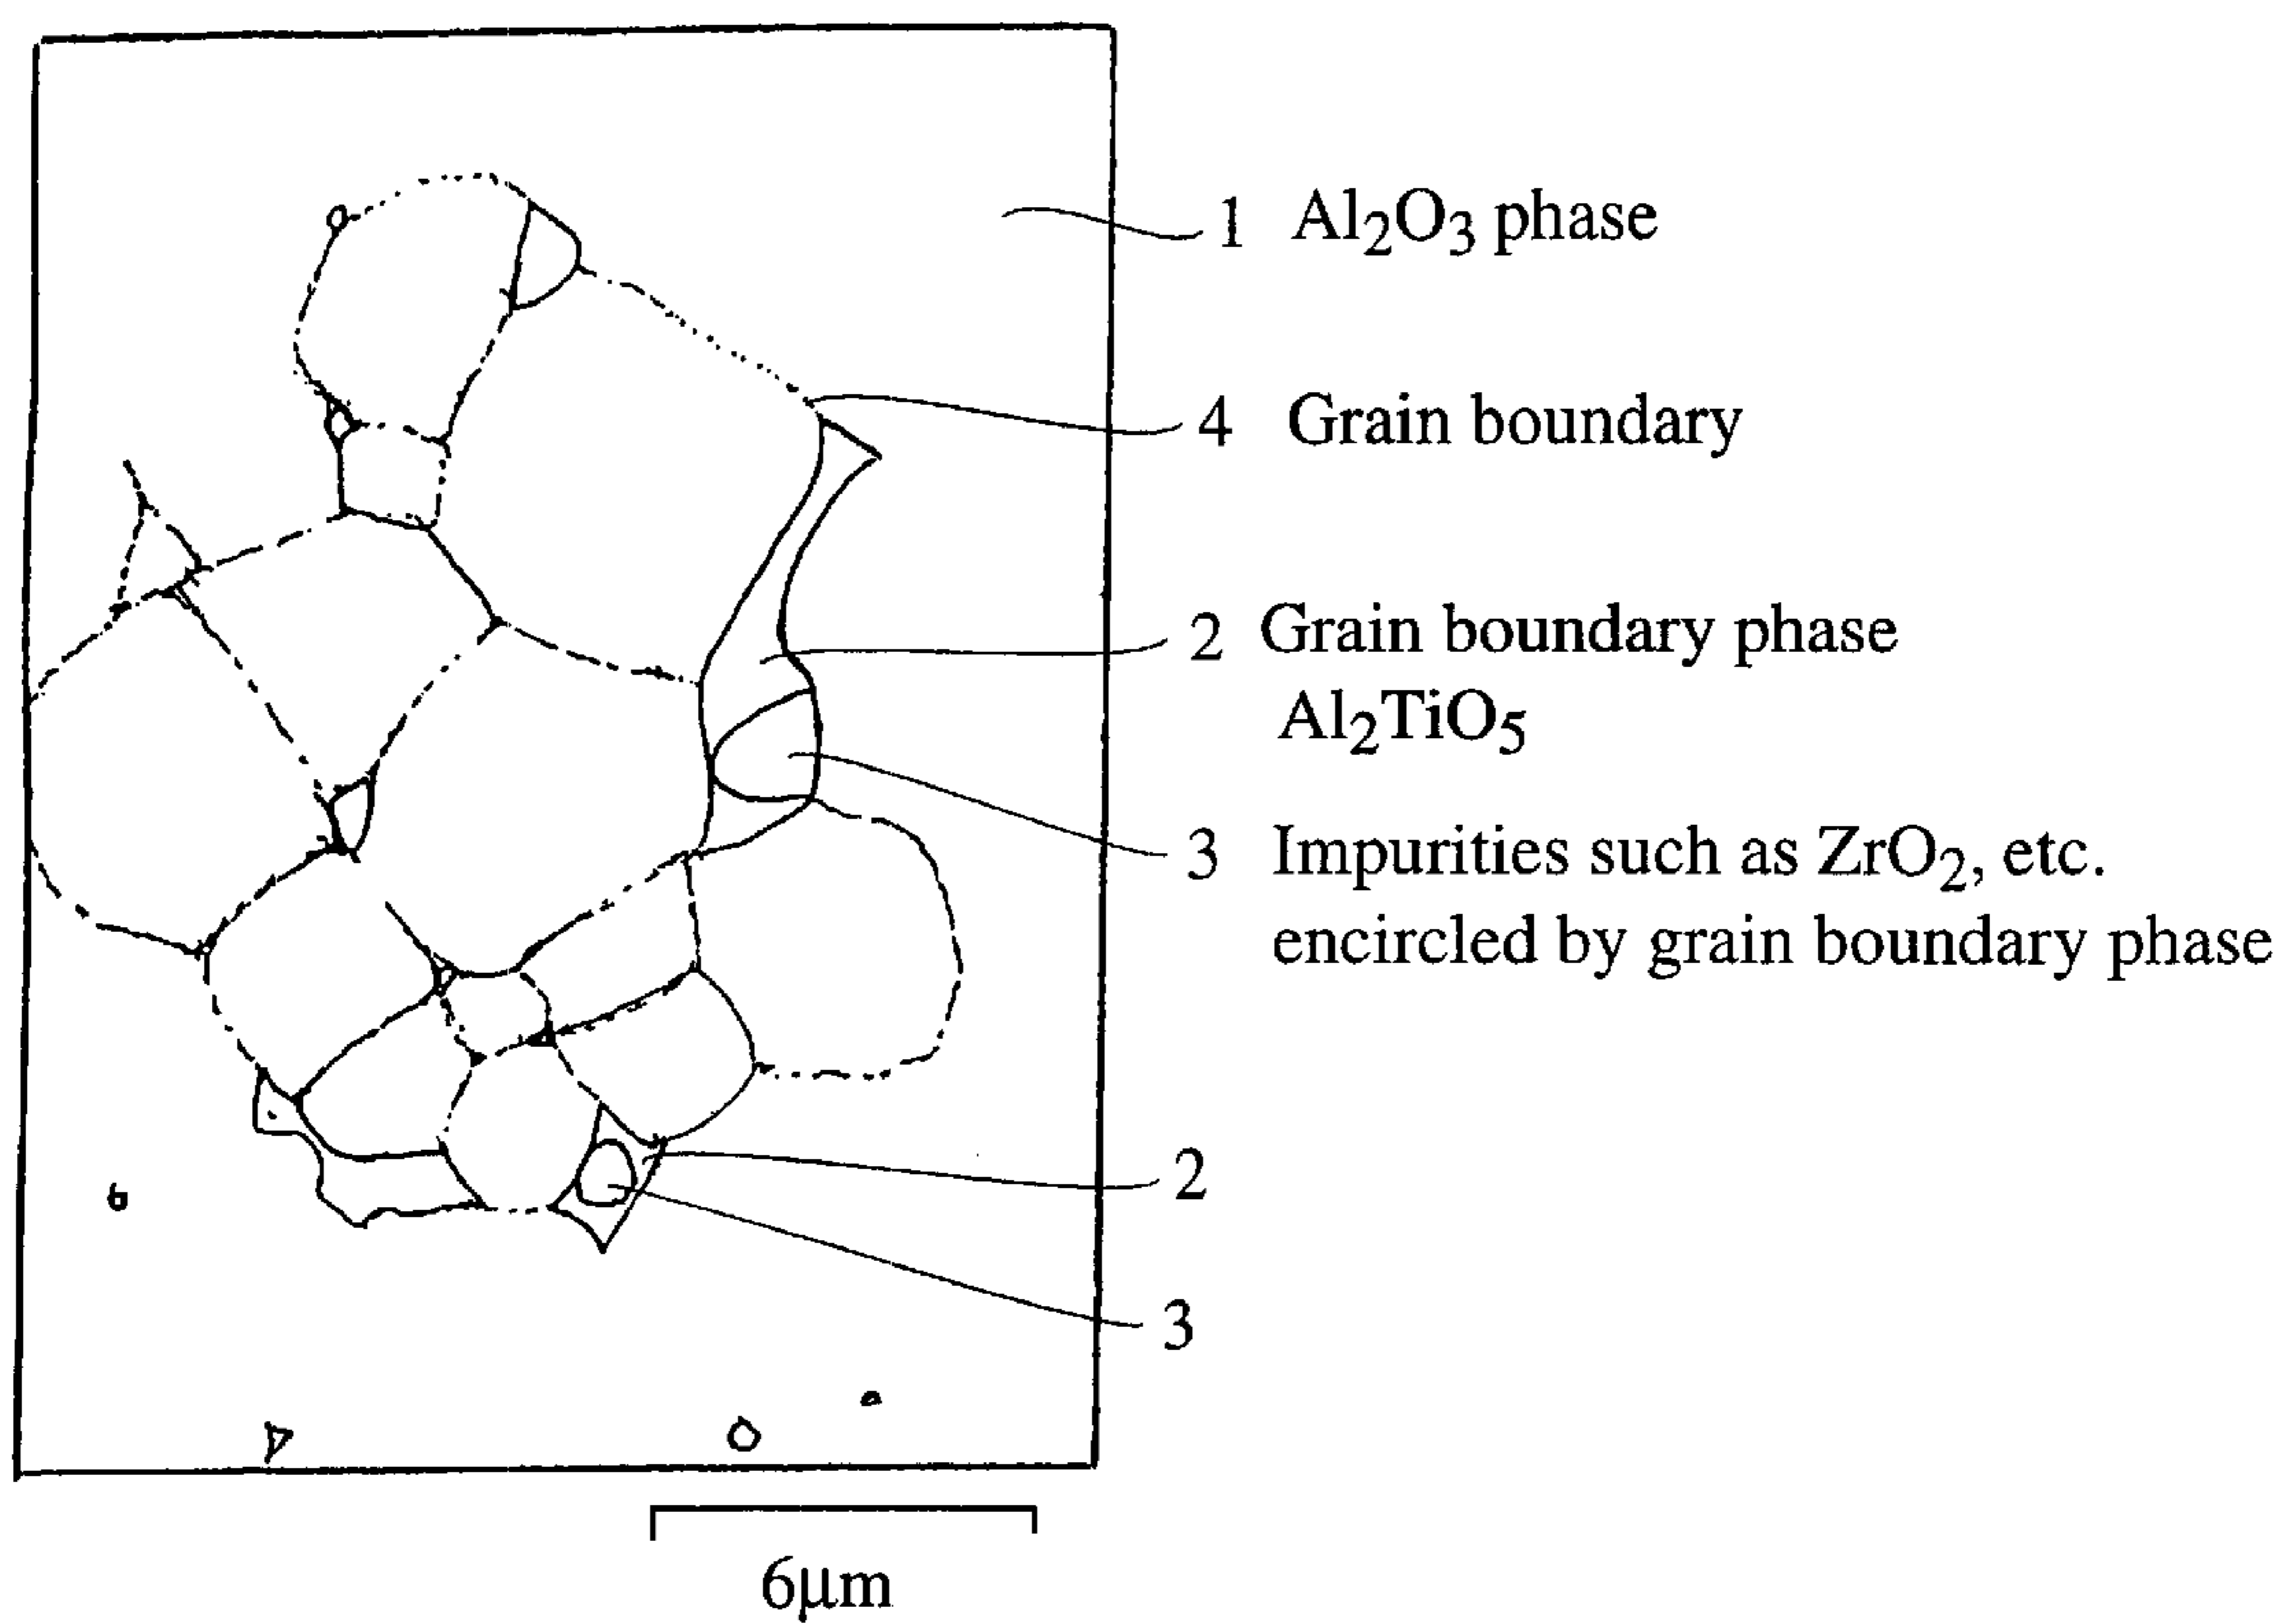 1 Al₂O₃ phase
4 Grain boundary
2 Grain boundary phase
Al₂TiO₅
3 Impurities such as ZrO₂, etc.
encircled by grain boundary phase
2
3
6μm